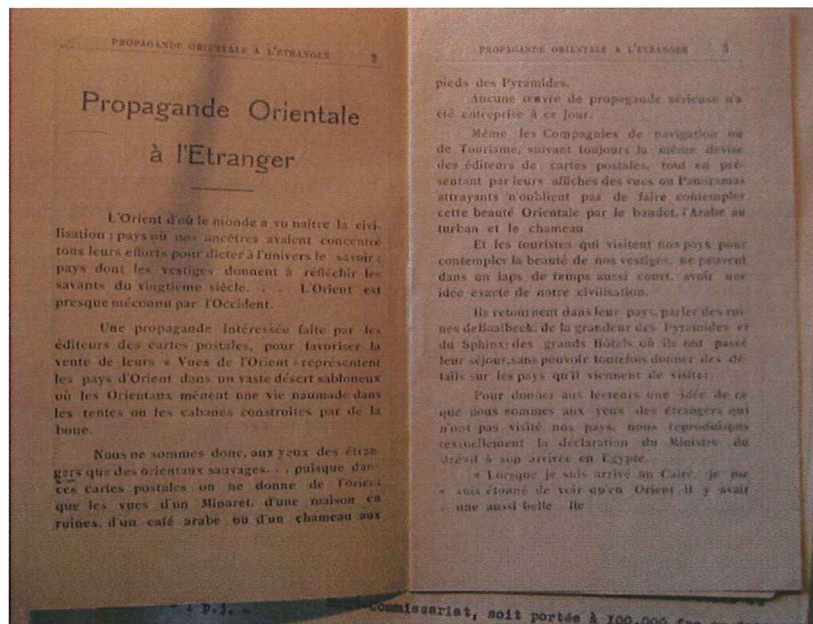 PROPAGANDE ORIENTALE A L'ETRANGER 2
Propagande Orientale
à l'Etranger
L'Orient d'où le monde a vu naître la civi-
lisation ; pays où nos ancêtres avaient concentré
tous leurs efforts pour dicter à l'univers le savoir ;
pays dont les vestiges donnent à réfléchir les
savants du vingtième siècle. . . . L'Orient est
presque méconnu par l'Occident.
Une propagande intéressée faite par les
éditeurs des cartes postales, pour favoriser la
vente de leurs « Vues de l'Orient » représentent
les pays d'Orient dans un vaste désert sabloneux
où les Orientaux mènent une vie naumade dans
les tentes ou les cabanes construites par de la
boue.
Nous ne sommes donc, aux yeux des étran
gers que des orientaux sauvages. . . puisque dans
ces cartes postales on ne donne de l'orient
que les vues d'un Minaret, d'une maison en
ruines, d'un café arabe ou d'un chameau aux
PROPAGANDE ORIENTALE A L'ETRANGER 3
pieds des Pyramides.
Aucune œuvre de propagande sérieuse n'a
été entreprise à ce jour.
Même les Compagnies de navigation ou
de Tourisme, suivant toujours la même devise
des éditeurs de cartes postales, tout en pré-
sentant par leurs affiches des vues ou Panoramas
attrayants n'oublient pas de faire contempler
cette beauté Orientale par le baudet, l'Arabe au
turban et le chameau
Et les touristes qui visitent nos pays pour
contempler la beauté de nos vestiges, ne peuvent
dans un laps de temps aussi court, avoir une
idée exacte de notre civilisation.
Ils retournent dans leur pays, parler des rui-
nes de Baalbeck, de la grandeur des Pyramides et
du Sphinx; des grands Hôtels où ils ont passé
leur séjour, sans pouvoir toutefois donner des dé-
tails sur les pays qu'il viennent de visiter.
Pour donner aux lecteurs une idée de ce
que nous sommes aux yeux des étrangers qui
n'ont pas visité nos pays, nous reproduisons
textuellement la déclaration du Ministre du
Brésil à son arrivée en Egypte.
« Lorsque je suis arrivé au Caire, je me
« suis étonné de voir qu'en Orient il y avait
une aussi belle
- P.J. -
Commissariat, soit portée à 100.000